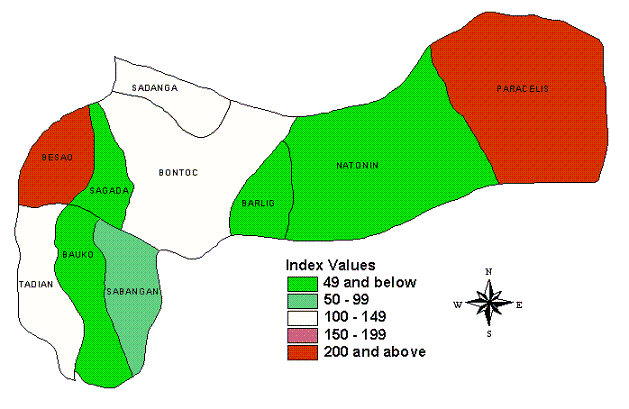 SADANGA
PARACELIS
BESAO
BONTOC
NATONIN
SAGADA
BARLIG
BAUKO
TADIAN
SABANGAN
Index Values
49 and below
50 - 99
100 - 149
150 - 199
200 and above
N
W E
S